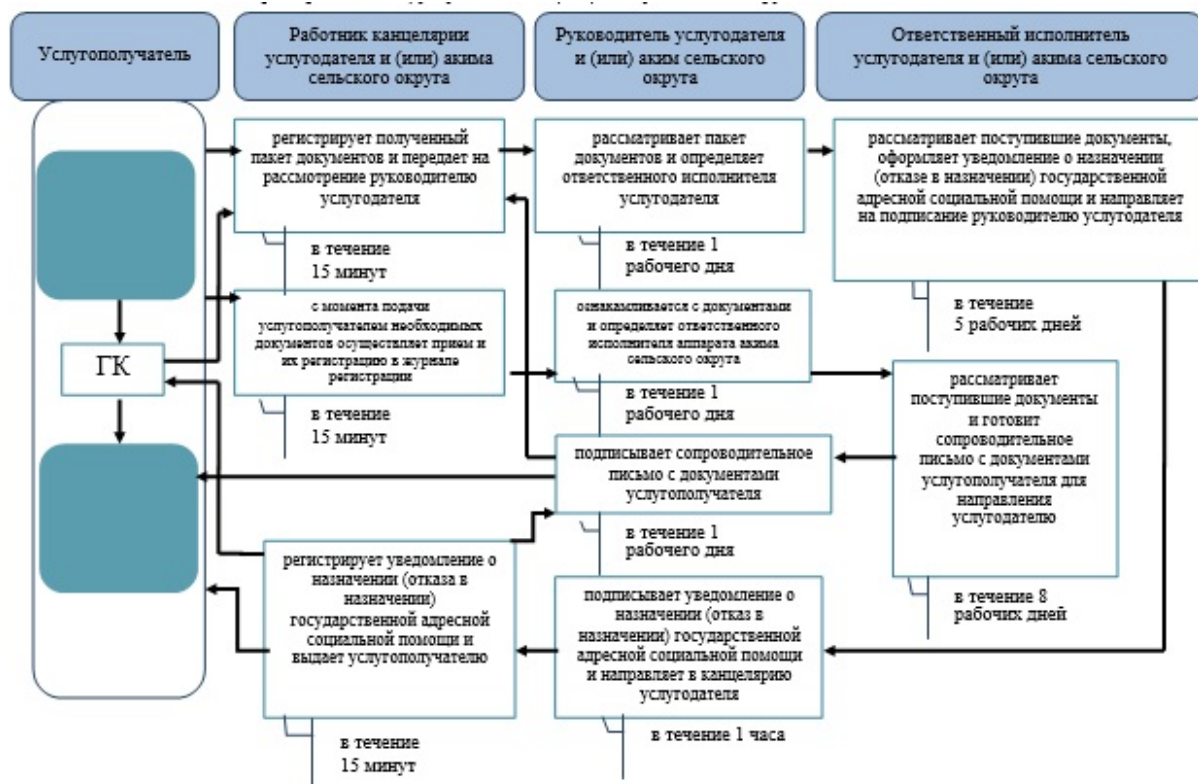 Услугополучатель
Работник канцелярии
услугодателя и (или) акима
сельского округа
Руководитель услугодателя
и (или) аким сельского
округа
Ответственный исполнитель
услугодателя и (или) акима сельского
округа
регистрирует полученный
пакет документов и передает на
рассмотрение руководителю
услугодателя
в течение
15 минут
рассматривает пакет
документов и определяет
ответственного исполнителя
услугодателя
в течение 1
рабочего дня
рассматривает поступившие документы,
оформляет уведомление о назначении
(отказе в назначении) государственной
адресной социальной помощи и направляет
на подписание руководителю услугодателя
в течение
5 рабочих дней
ГК
с момента подачи
услугополучателем необходимых
документов осуществляет прием и
их регистрацию в журнале
регистрации
в течение
15 минут
ознакамливается с документами
и определяет ответственного
исполнителя аппарата акима
сельского округа
в течение 1
рабочего дня
рассматривает
поступившие документы
и готовит
сопроводительное
письмо с документами
услугополучателя для
направления
услугодателю
в течение 8
рабочих дней
подписывает сопроводительное
письмо с документами
услугополучателя
в течение 1
рабочего дня
регистрирует уведомление о
назначении (отказа в
назначении)
государственной адресной
социальной помощи и
выдает услугополучателю
в течение
15 минут
подписывает уведомление о
назначении (отказ в
назначении) государственной
адресной социальной помощи
и направляет в канцелярию
услугодателя
в течение 1 часа